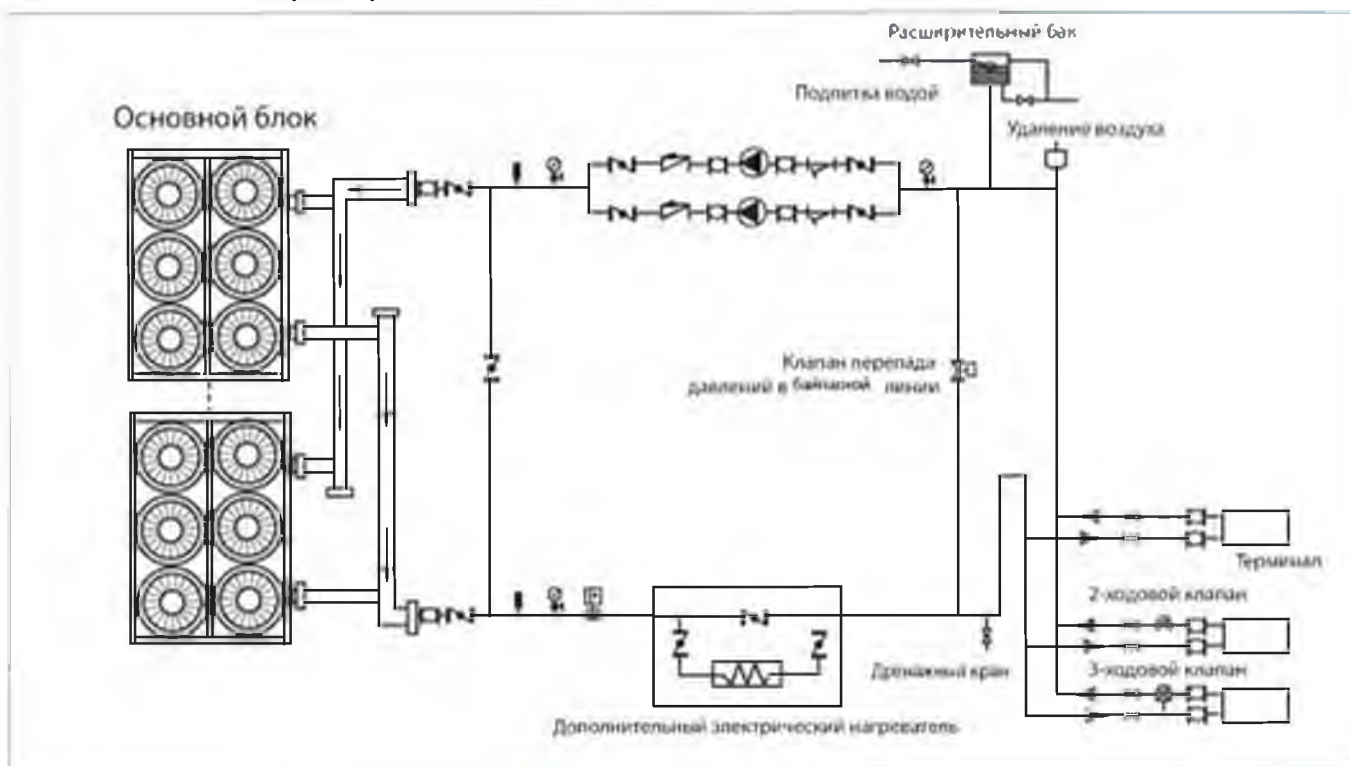 Расширительный бак
Подпитка водой
Удаление воздуха
Основной блок
Клапан перепада
давлений в байпасной линии
Терминал
2-ходовой клапан
3-ходовой клапан
Дренажный кран
Дополнительный электрический нагреватель